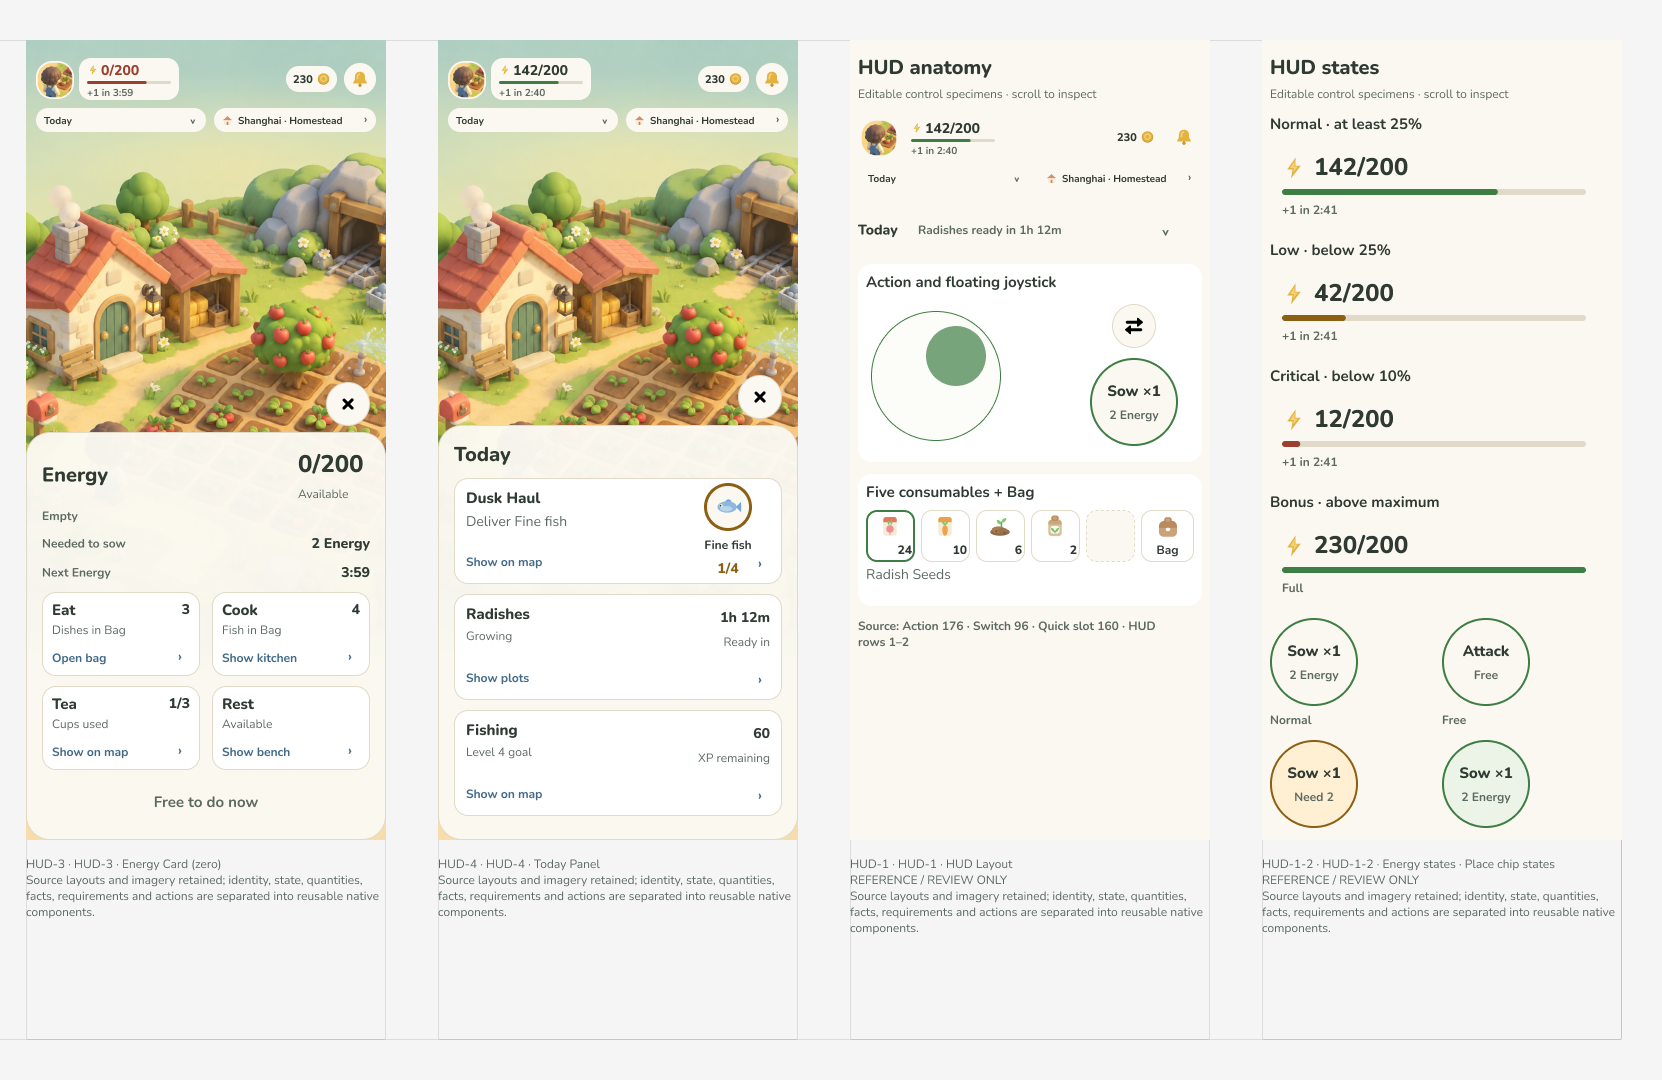 0/200
+1 in 3:59
230
Today
Shanghai · Homestead
Energy
0/200
Available
Empty
Needed to sow
2 Energy
Next Energy
3:59
Eat
3
Dishes in Bag
Open bag
Cook
4
Fish in Bag
Show kitchen
Tea
1/3
Cups used
Show on map
Rest
Available
Show bench
Free to do now
HUD-3 · HUD-3 · Energy Card (zero)
Source layouts and imagery retained; identity, state, quantities,
facts, requirements and actions are separated into reusable native
components.
142/200
+1 in 2:40
230
Today
Shanghai · Homestead
Today
Dusk Haul
Deliver Fine fish
Fine fish
Show on map
1/4
Radishes
1h 12m
Growing
Ready in
Show plots
Fishing
60
Level 4 goal
XP remaining
Show on map
HUD-4 · HUD-4 · Today Panel
Source layouts and imagery retained; identity, state, quantities,
facts, requirements and actions are separated into reusable native
components.
HUD anatomy
Editable control specimens · scroll to inspect
142/200
+1 in 2:40
230
Today
Shanghai · Homestead
Today
Radishes ready in 1h 12m
Action and floating joystick
Sow ×1
2 Energy
Five consumables + Bag
24
10
6
2
Bag
Radish Seeds
Source: Action 176 · Switch 96 · Quick slot 160 · HUD
rows 1–2
HUD-1 · HUD-1 · HUD Layout
REFERENCE / REVIEW ONLY
Source layouts and imagery retained; identity, state, quantities,
facts, requirements and actions are separated into reusable native
components.
HUD states
Editable control specimens · scroll to inspect
Normal · at least 25%
142/200
+1 in 2:41
Low · below 25%
42/200
+1 in 2:41
Critical · below 10%
12/200
+1 in 2:41
Bonus · above maximum
230/200
Full
Sow ×1
2 Energy
Normal
Attack
Free
Free
Sow ×1
Need 2
Sow ×1
2 Energy
HUD-1-2 · HUD-1-2 · Energy states · Place chip states
REFERENCE / REVIEW ONLY
Source layouts and imagery retained; identity, state, quantities,
facts, requirements and actions are separated into reusable native
components.